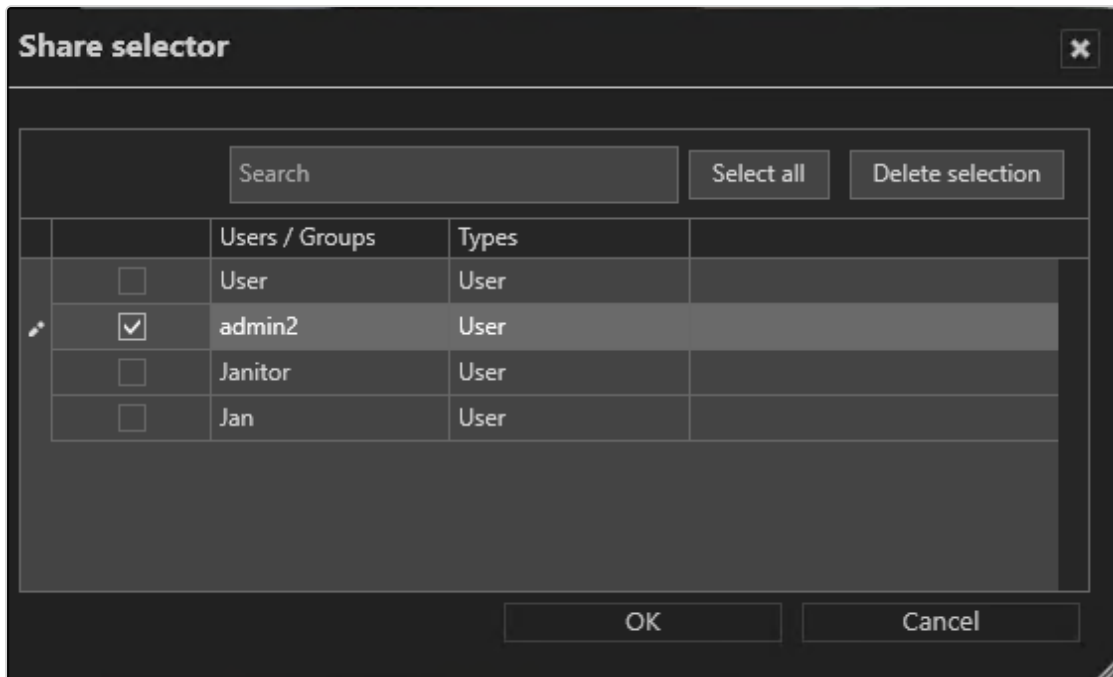 Share selector
Search Select all Delete selection
Users / Groups Types
User User
admin2 User
Janitor User
Jan User
OK Cancel